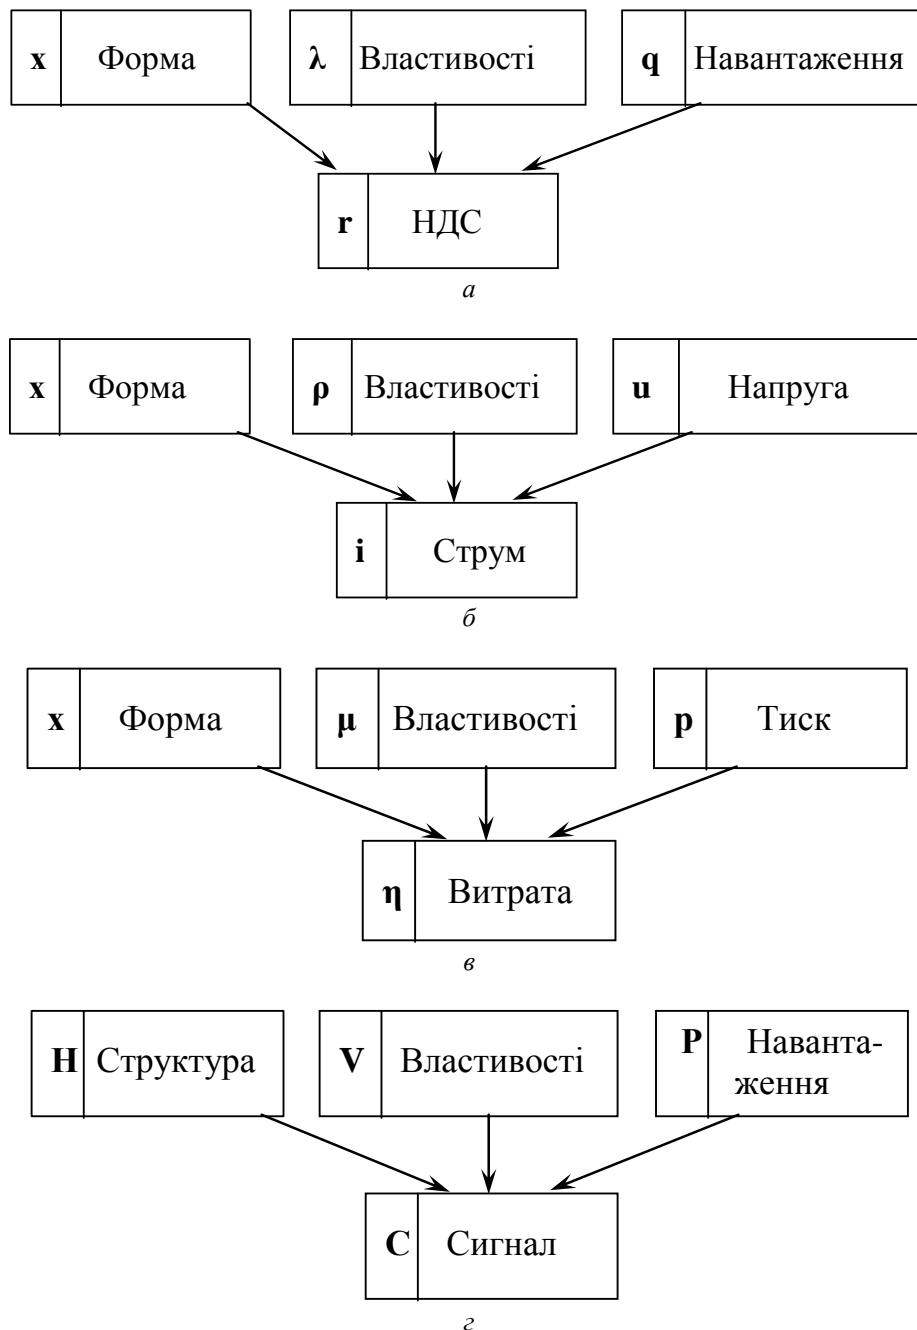 x Форма λ Властивості q Навантаження
r НДС
а
x Форма ρ Властивості u Напруга
i Струм
б
x Форма μ Властивості p Тиск
η Витрата
в
H Структура V Властивості P Наванта-
ження
C Сигнал
г